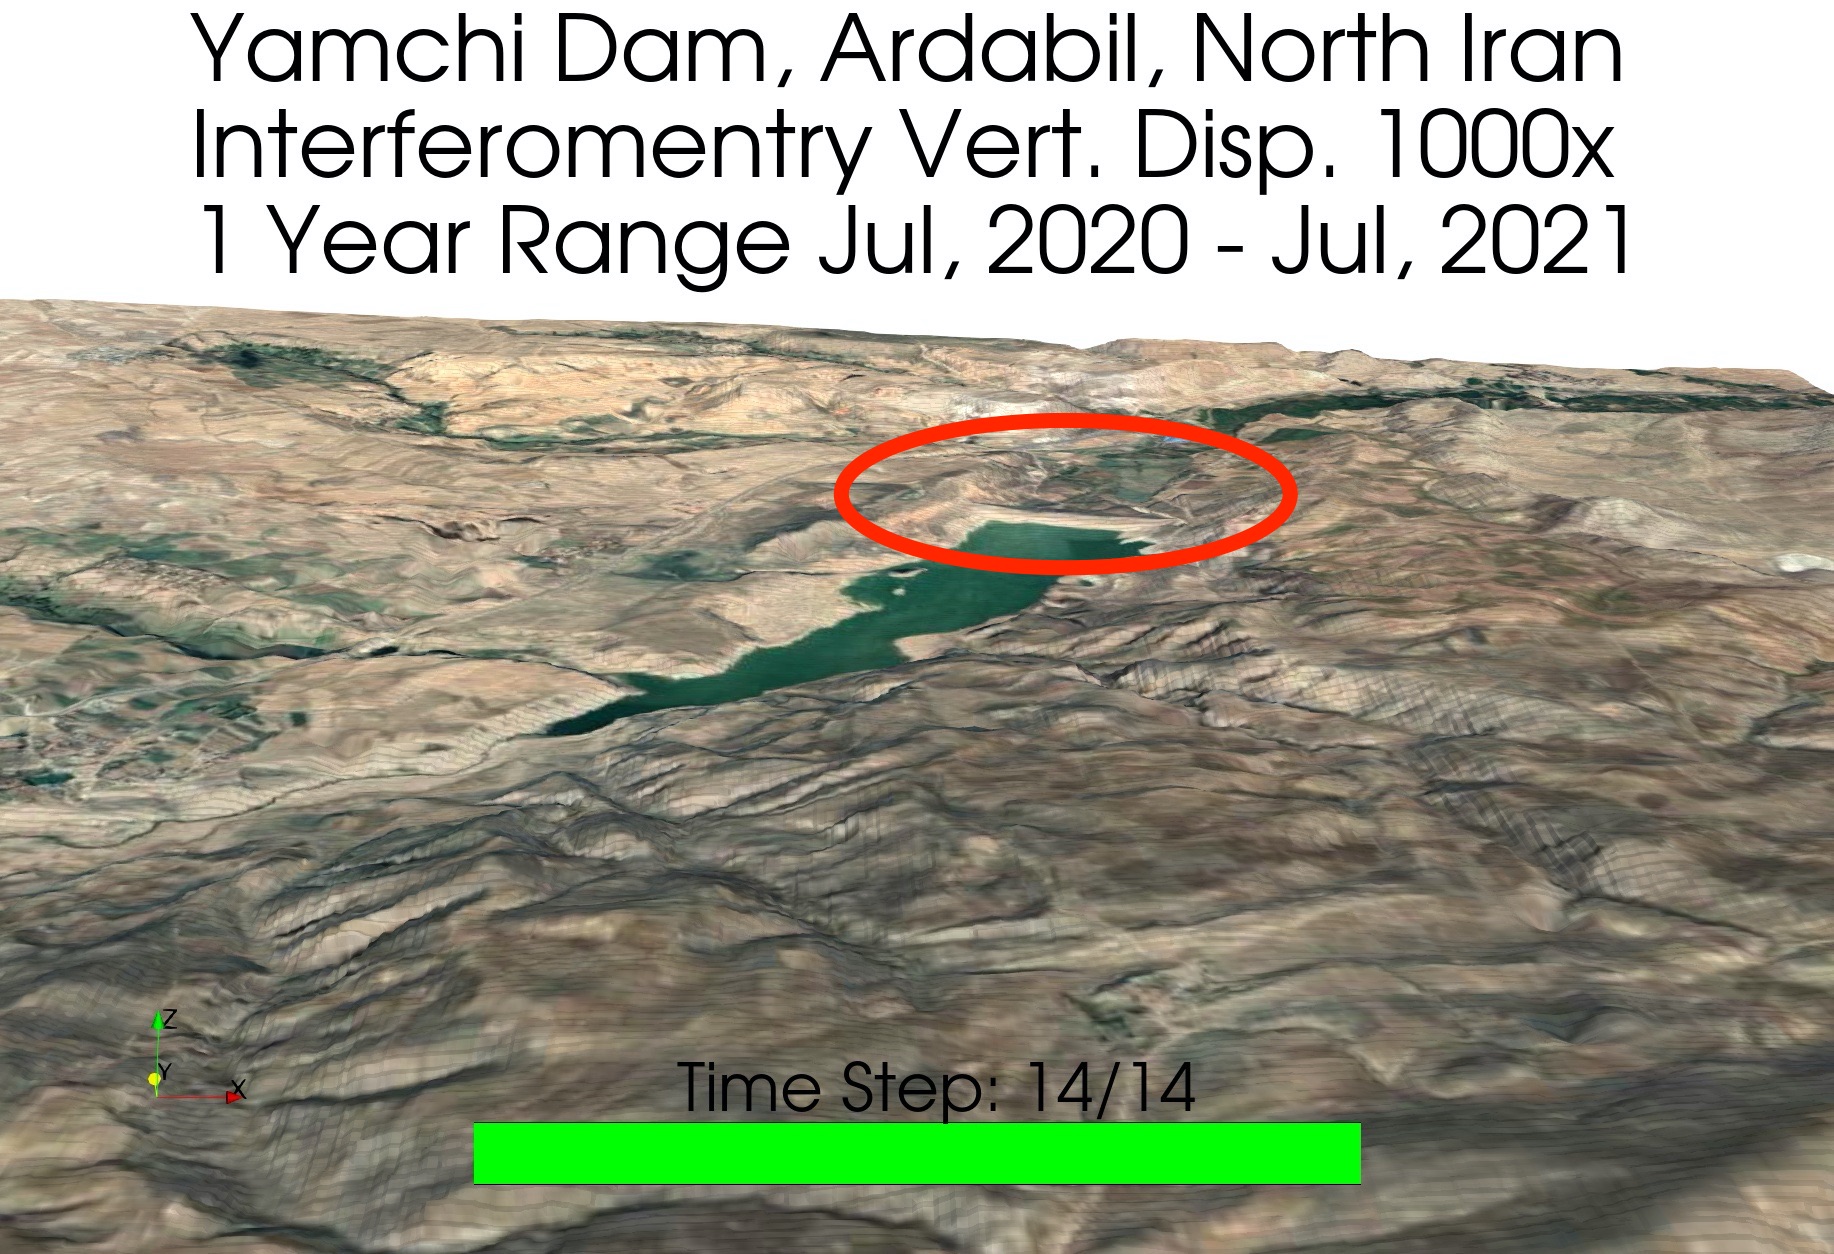 Yamchi Dam, Ardabil, North Iran
Interferomentry Vert. Disp. 1000x
1 Year Range Jul, 2020 - Jul, 2021
Z
Y
X
Time Step: 14/14